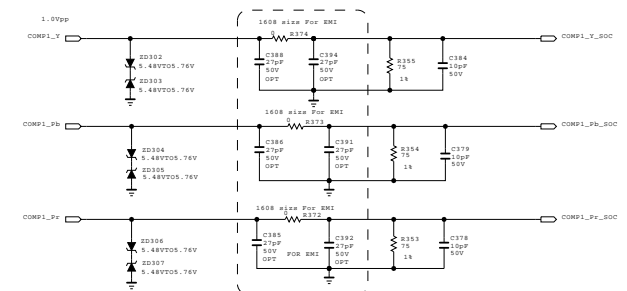 1.0Vpp
1608 sizs For EMI
COMP1_Y
0
R374
COMP1_Y_SOC
ZD302
5.48VTO5.76V
ZD303
5.48VTO5.76V
C388
27pF
50V
OPT
C394
27pF
50V
OPT
R355
75
1%
C384
10pF
50V
1608 sizs For EMI
COMP1_Pb
0
R373
COMP1_Pb_SOC
ZD304
5.48VTO5.76V
ZD305
5.48VTO5.76V
C386
27pF
50V
OPT
C391
27pF
50V
OPT
R354
75
1%
C379
10pF
50V
1608 sizs For EMI
COMP1_Pr
0
R372
COMP1_Pr_SOC
ZD306
5.48VTO5.76V
ZD307
5.48VTO5.76V
C385
27pF
50V
OPT
FOR EMI
C392
27pF
50V
OPT
R353
75
1%
C378
10pF
50V